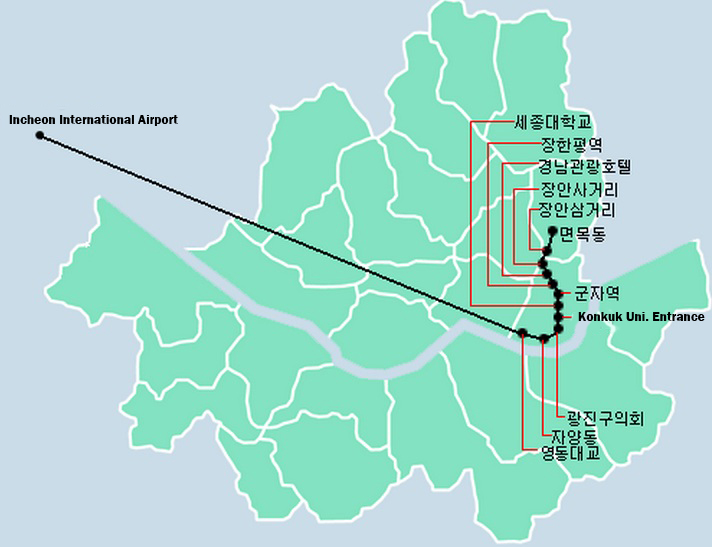 Incheon International Airport
세종대학교
장한평역
경남관광호텔
장안사거리
장안삼거리
면목동
군자역
Konkuk Uni. Entrance
광진구의회
자양동
영동대교